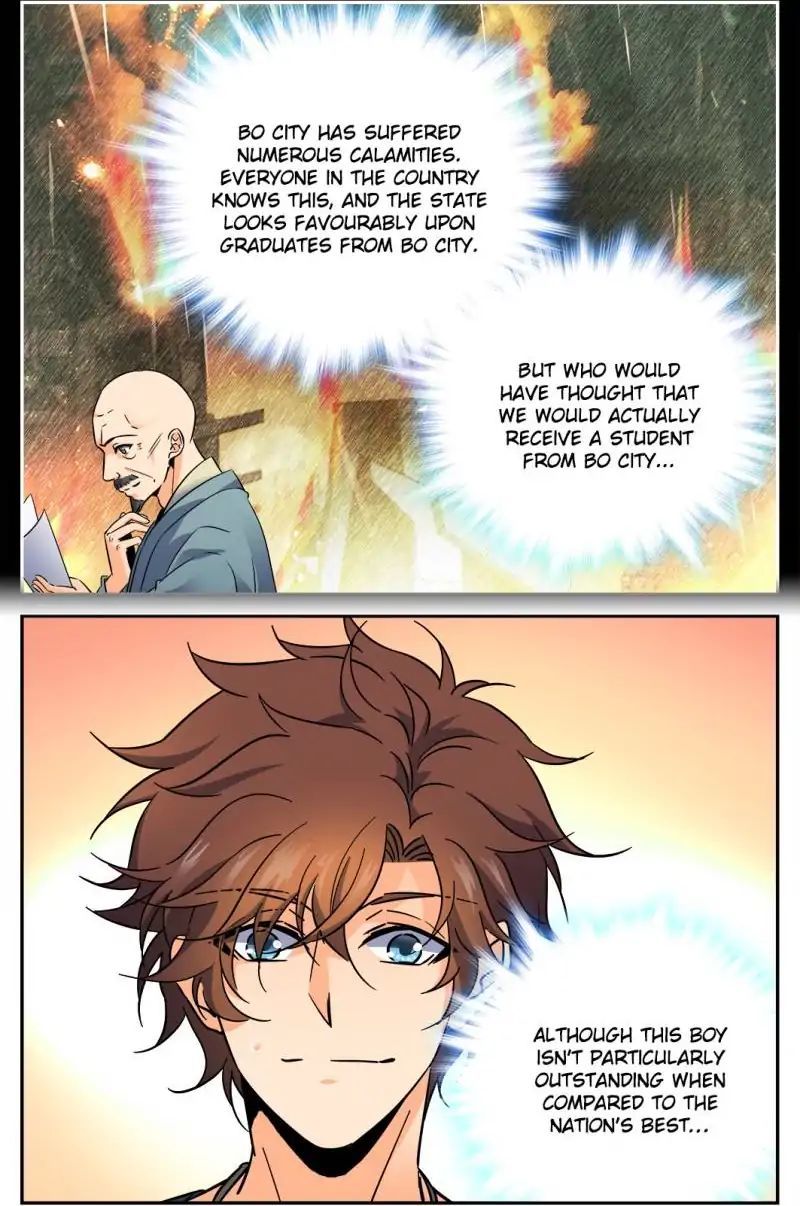 BO CITY HAS SUFFERED
NUMEROUS CALAMITIES.
EVERYONE IN THE COUNTRY
KNOWS THIS, AND THE STATE
LOOKS FAVOURABLY UPON
GRADUATES FROM BO CITY.
BUT WHO WOULD
HAVE THOUGHT THAT
WE WOULD ACTUALLY
RECEIVE A STUDENT
FROM BO CITY...
ALTHOUGH THIS BOY
ISN'T PARTICULARLY
OUTSTANDING WHEN
COMPARED TO THE
NATION'S BEST...